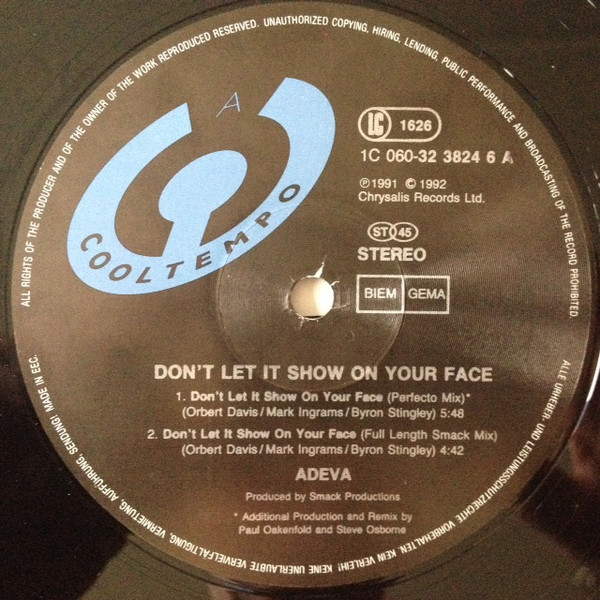 ALL RIGHTS OF THE PRODUCER AND OF THE OWNER OF THE WORK REPRODUCED RESERVED. UNAUTHORIZED COPYING, HIRING, LENDING, PUBLIC PERFORMANCE AND BROADCASTING OF THE RECORD PROHIBITED.
A
COOLTEMPO
LC 1626
1C 060-32 3824 6 A
℗1991 ©1992
Chrysalis Records Ltd.
ST 45
STEREO
BIEM GEMA
DON'T LET IT SHOW ON YOUR FACE
1. Don't Let It Show On Your Face (Perfecto Mix)*
(Orbert Davis/Mark Ingrams/Byron Stingley) 5:48
2. Don't Let It Show On Your Face (Full Length Smack Mix)
(Orbert Davis/Mark Ingrams/Byron Stingley) 4:42
ADEVA
Produced by Smack Productions
* Additional Production and Remix by
Paul Oakenfold and Steve Osborne
ALLE URHEBER- UND LEISTUNGSSCHUTZRECHTE VORBEHALTEN KEIN VERLEIH! KEINE UNERLAUBTE VERVIELFÄLTIGUNG, VERMIETUNG, AUFFÜHRUNG, SENDUNG! MADE IN EEC.